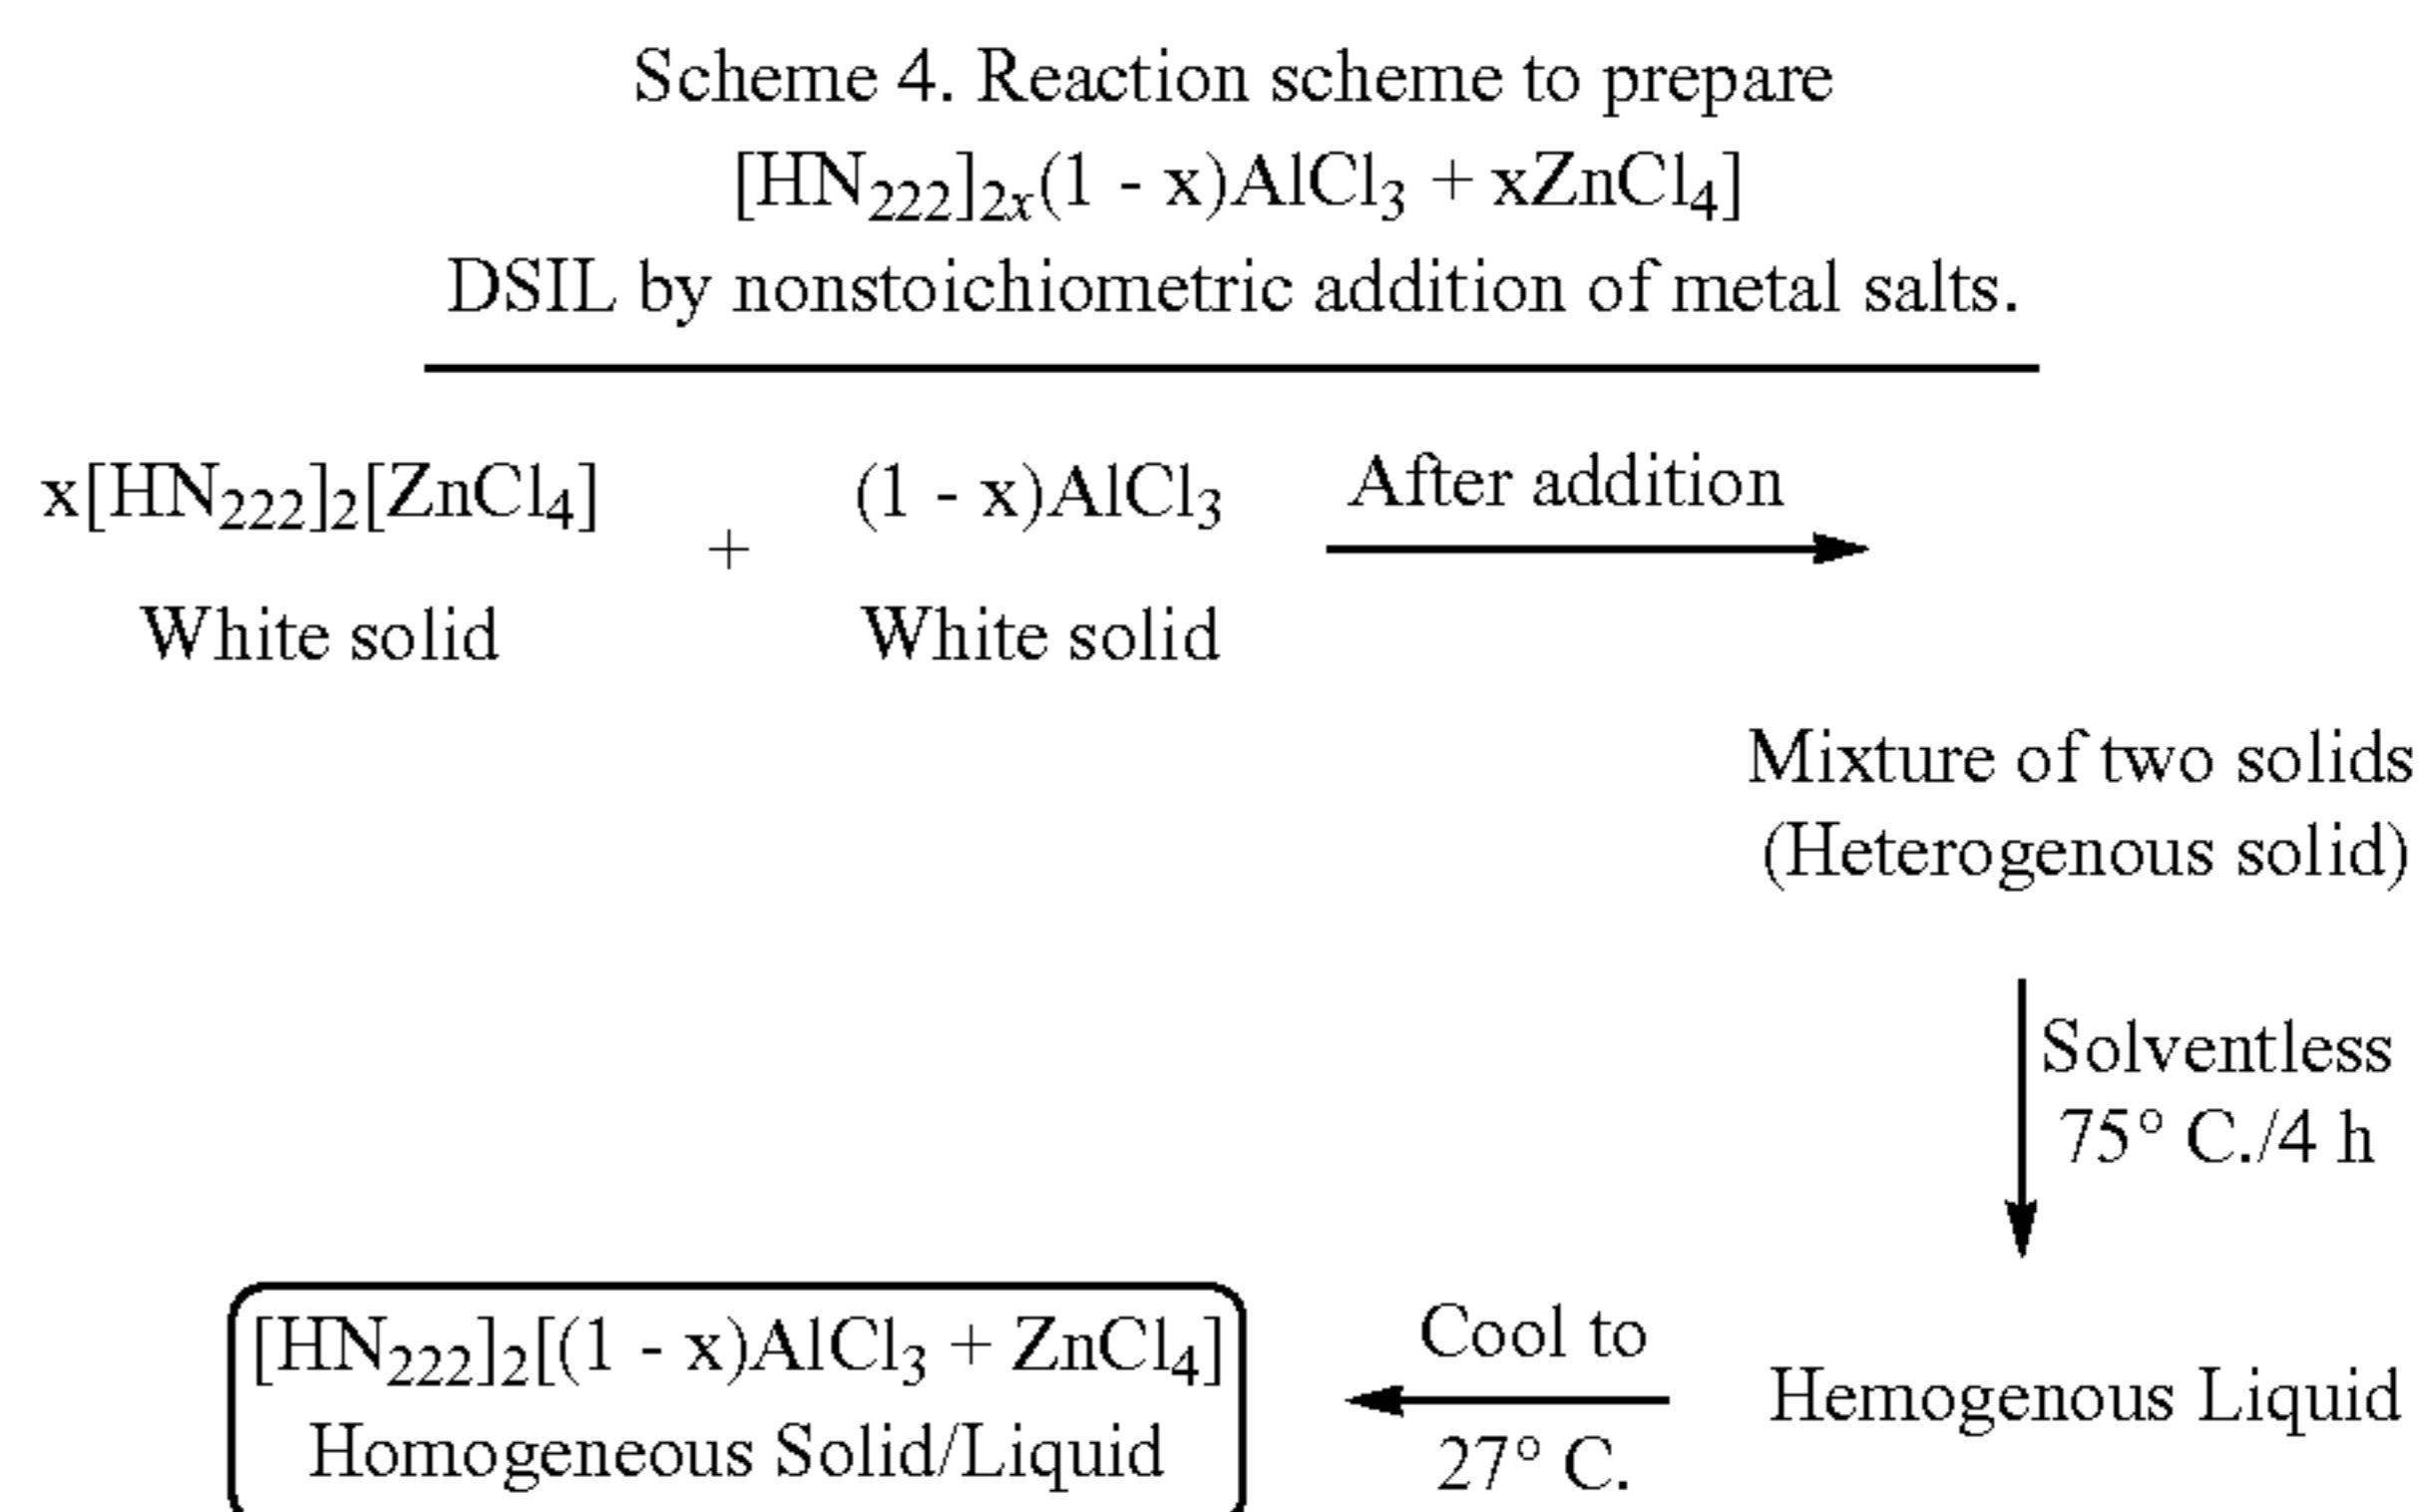 Scheme 4. Reaction scheme to prepare
[HN₂₂₂]₂ₓ(1 - x)AlCl₃ + xZnCl₄]
DSIL by nonstoichiometric addition of metal salts.
x[HN₂₂₂]₂[ZnCl₄] + (1 - x)AlCl₃ After addition
White solid White solid
Mixture of two solids
(Heterogenous solid)
Solventless
75° C./4 h
Hemogenous Liquid
Cool to
27° C.
[HN₂₂₂]₂[(1 - x)AlCl₃ + ZnCl₄]
Homogeneous Solid/Liquid